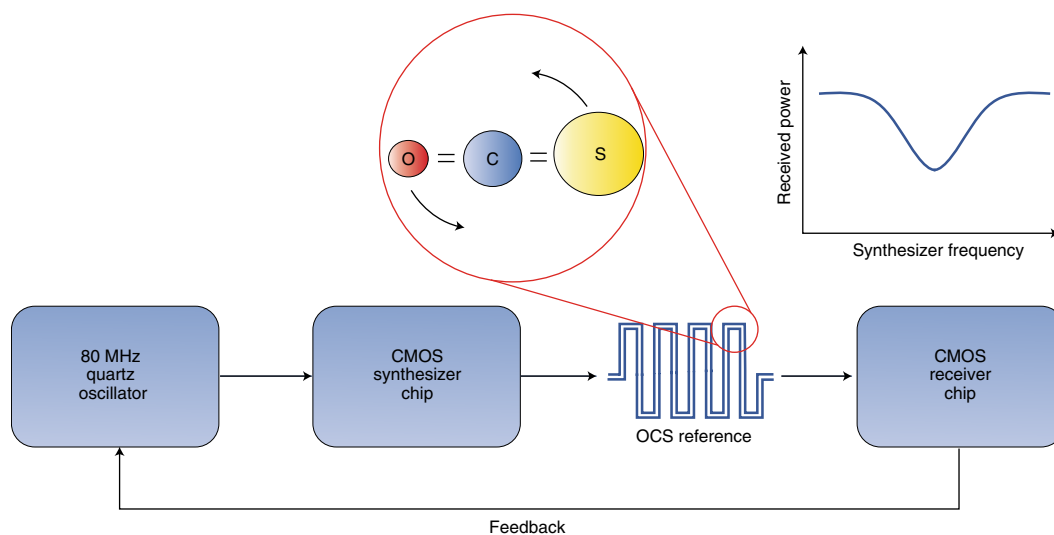 O
=
C
=
S
Received power
Synthesizer frequency
80 MHz
quartz
oscillator
CMOS
synthesizer
chip
OCS reference
CMOS
receiver
chip
Feedback